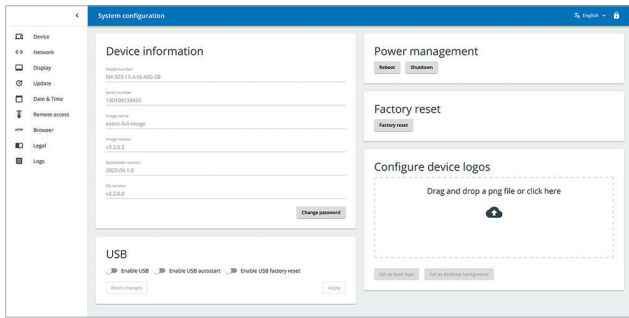 System configuration
English
Device
Network
Display
Update
Date & Time
Remote access
Browser
Legal
Logs
Device information
Model number
XH-303-15-A10-A00-2B
Serial number
130190133455
Image name
eaton-full-image
Image version
v3.2.0.2
Bootloader version
2020.04.1.0
OS version
v3.2.0.0
Change password
USB
Enable USB Enable USB autostart Enable USB factory reset
Reset changes Apply
Power management
Reboot Shutdown
Factory reset
Factory reset
Configure device logos
Drag and drop a png file or click here
Set as boot logo Set as desktop background